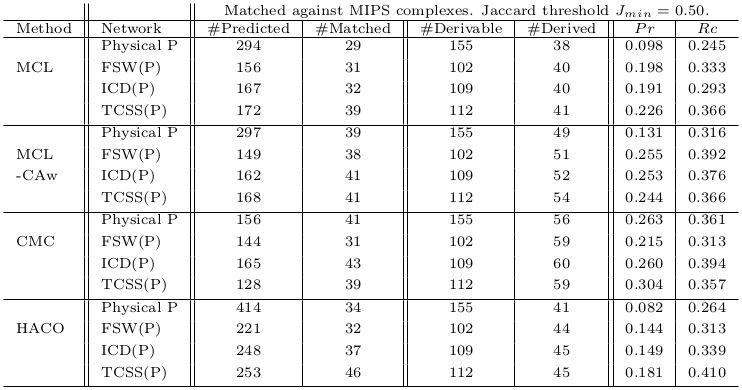 Matched against MIPS complexes. Jaccard threshold J_min = 0.50.
Method Network #Predicted #Matched #Derivable #Derived Pr Rc
Physical P 294 29 155 38 0.098 0.245
MCL FSW(P) 156 31 102 40 0.198 0.333
ICD(P) 167 32 109 40 0.191 0.293
TCSS(P) 172 39 112 41 0.226 0.366
Physical P 297 39 155 49 0.131 0.316
MCL FSW(P) 149 38 102 51 0.255 0.392
-CAw ICD(P) 162 41 109 52 0.253 0.376
TCSS(P) 168 41 112 54 0.244 0.366
Physical P 156 41 155 56 0.263 0.361
CMC FSW(P) 144 31 102 59 0.215 0.313
ICD(P) 165 43 109 60 0.260 0.394
TCSS(P) 128 39 112 59 0.304 0.357
Physical P 414 34 155 41 0.082 0.264
HACO FSW(P) 221 32 102 44 0.144 0.313
ICD(P) 248 37 109 45 0.149 0.339
TCSS(P) 253 46 112 45 0.181 0.410